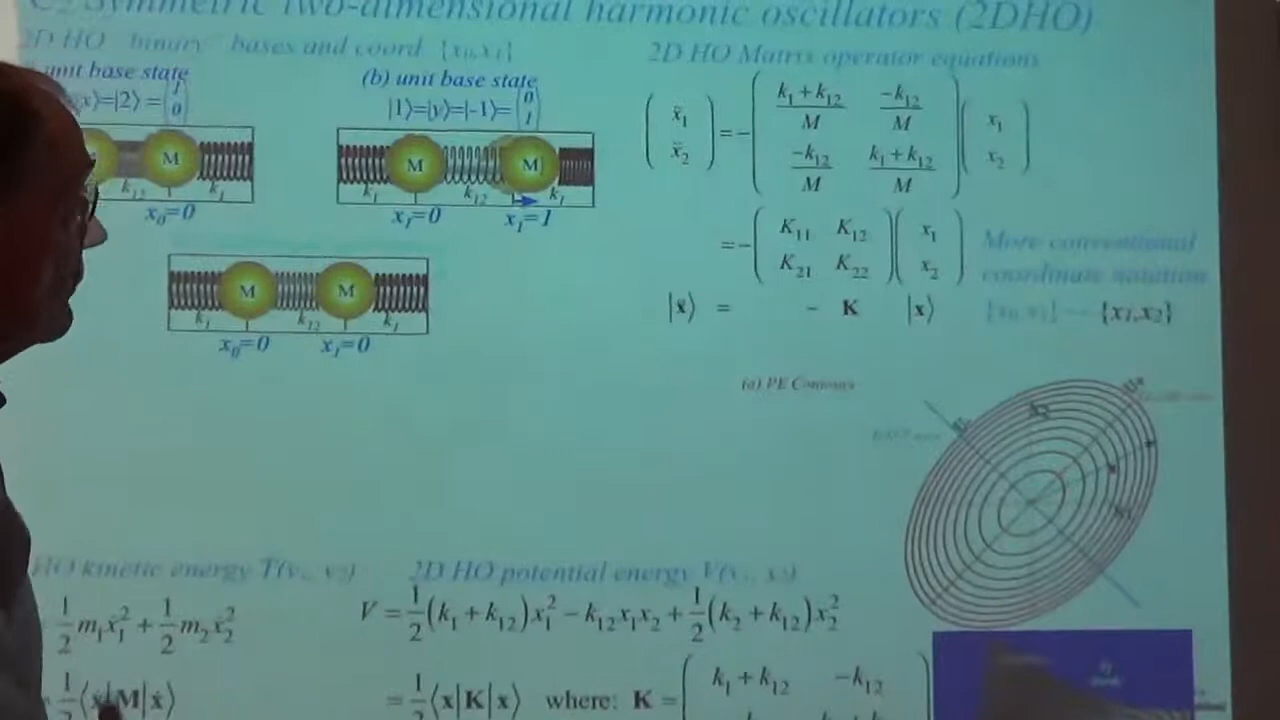 C₂ Symmetric two-dimensional harmonic oscillators (2DHO)
2D HO "binary" bases and coord. {x₀,x₁}
unit base state
x⟩=|2⟩=(1 0)
M k₁₂ k₁
x₀=0
(b) unit base state
|1⟩=|y⟩=|-1⟩=(0 1)
M M
k₁ k₁₂ k₁
x₁=0 x₁=1
M M
k₁ k₁₂ k₁
x₀=0 x₁=0
2D HO Matrix operator equations
(ẍ₁ ẍ₂) = -((k₁+k₁₂)/M -k₁₂/M -k₁₂/M (k₁+k₁₂)/M)(x₁ x₂)
= -(K₁₁ K₁₂ K₂₁ K₂₂)(x₁ x₂)
|ẍ⟩ = - K |x⟩
More conventional
coordinate notation
{x₀,x₁} → {x₁,x₂}
(a) PE Contours
HO kinetic energy T(v₁, v₂)
1/2 m₁ẋ₁² + 1/2 m₂ẋ₂²
1/2 ⟨ẋ|M|ẋ⟩
2D HO potential energy V(x₁, x₂)
V = 1/2 (k₁ + k₁₂)x₁² − k₁₂x₁x₂ + 1/2 (k₂ + k₁₂)x₂²
= 1/2 ⟨x|K|x⟩ where: K = (k₁ + k₁₂ −k₁₂